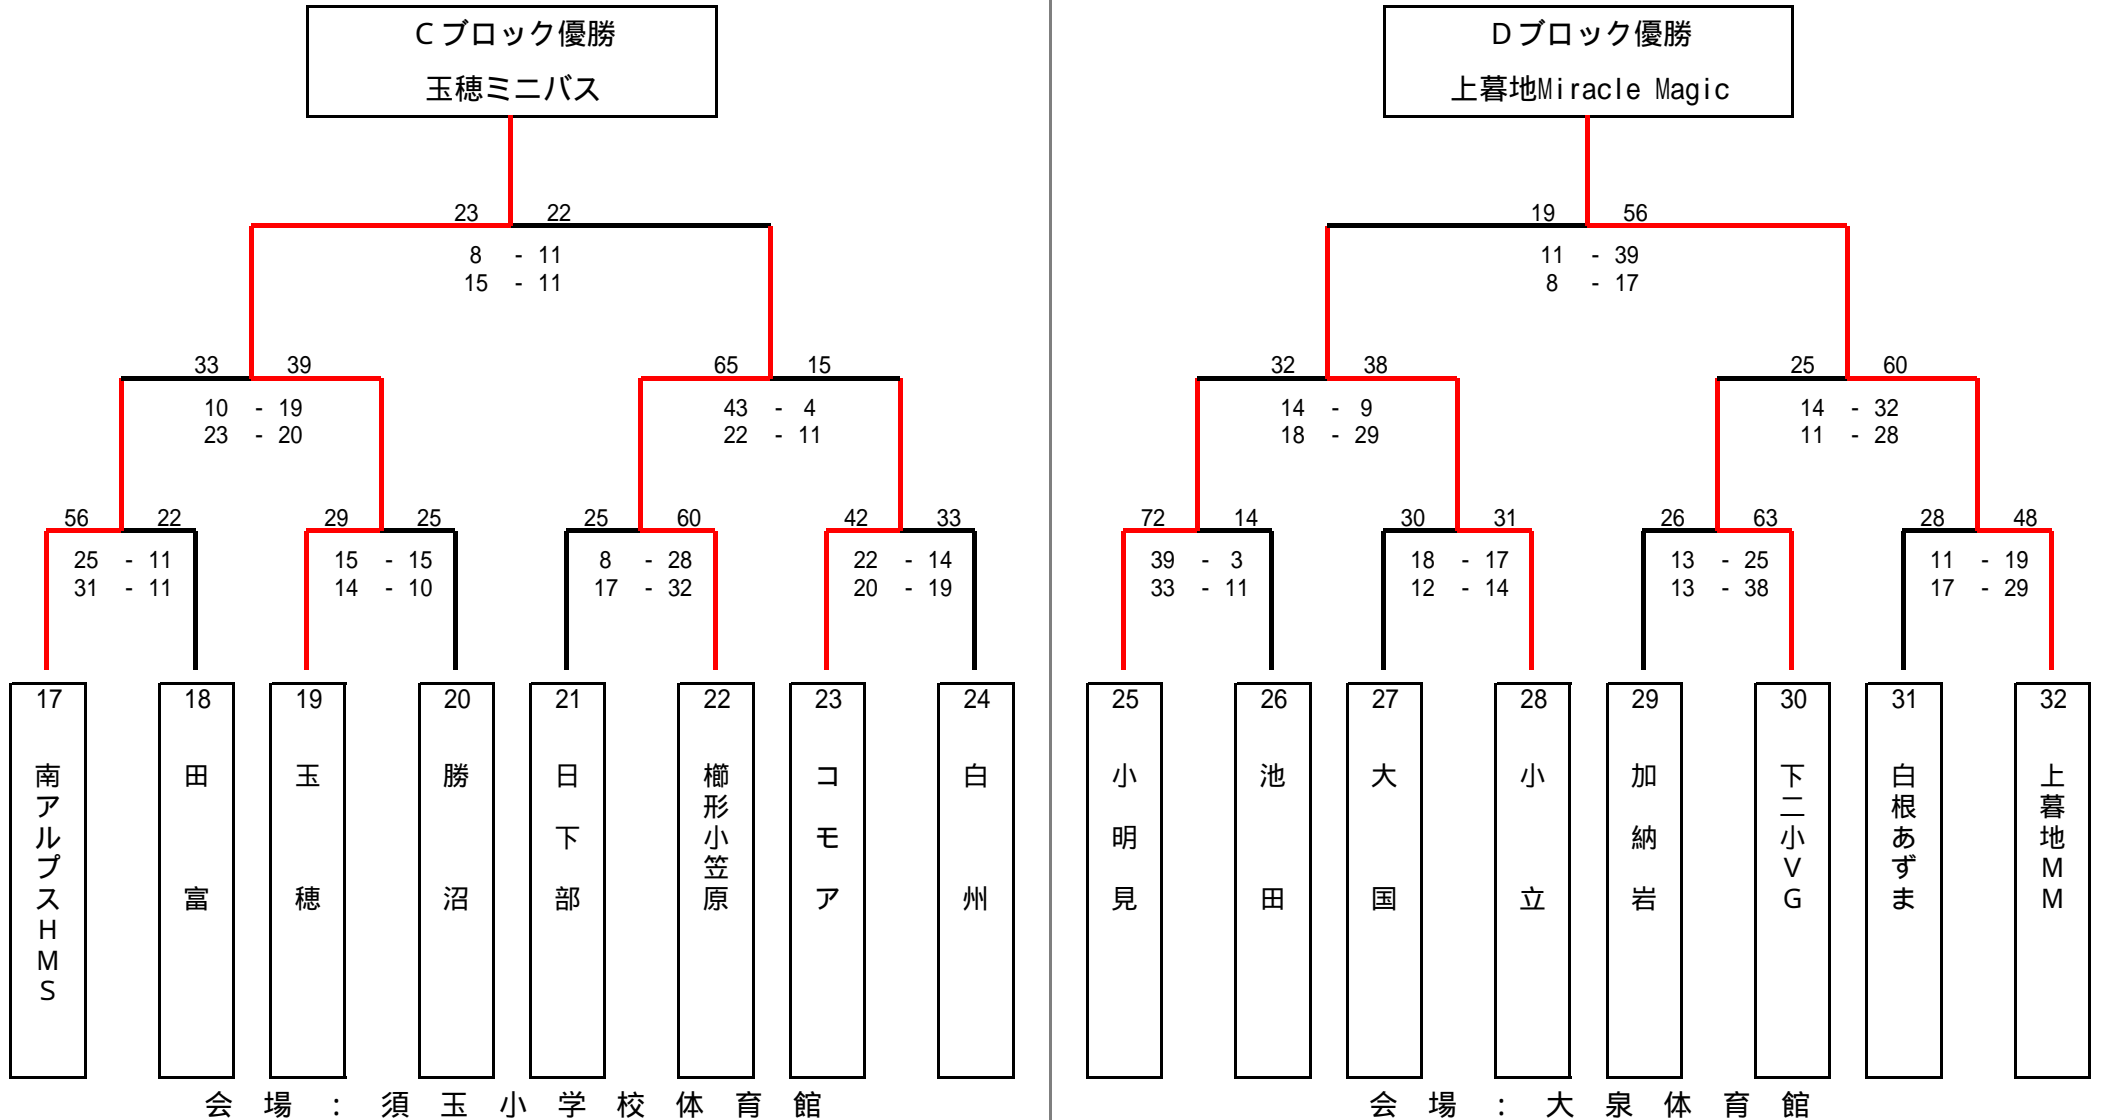 Cブロック優勝
玉穂ミニバス
23 22
8 - 11
15 - 11
33 39
10 - 19
23 - 20
65 15
43 - 4
22 - 11
56 22
25 - 11
31 - 11
29 25
15 - 15
14 - 10
25 60
8 - 28
17 - 32
42 33
22 - 14
20 - 19
17 南アルプスHMS
18 田富
19 玉穂
20 勝沼
21 日下部
22 櫛形小笠原
23 コモア
24 白州
会場:須玉小学校体育館
Dブロック優勝
上暮地Miracle Magic
19 56
11 - 39
8 - 17
32 38
14 - 9
18 - 29
25 60
14 - 32
11 - 28
72 14
39 - 3
33 - 11
30 31
18 - 17
12 - 14
26 63
13 - 25
13 - 38
28 48
11 - 19
17 - 29
25 小明見
26 池田
27 大国
28 小立
29 加納岩
30 下二小VG
31 白根あずま
32 上暮地MM
会場:大泉体育館